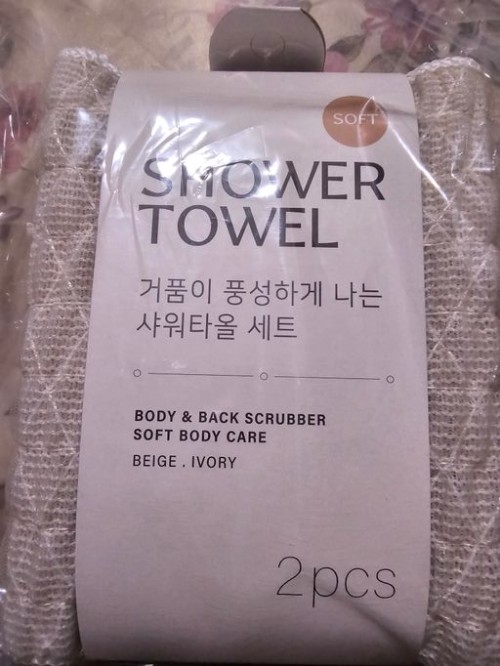 SOFT
SHOWER
TOWEL
거품이 풍성하게 나는
샤워타올 세트
BODY & BACK SCRUBBER
SOFT BODY CARE
BEIGE . IVORY
2pcs